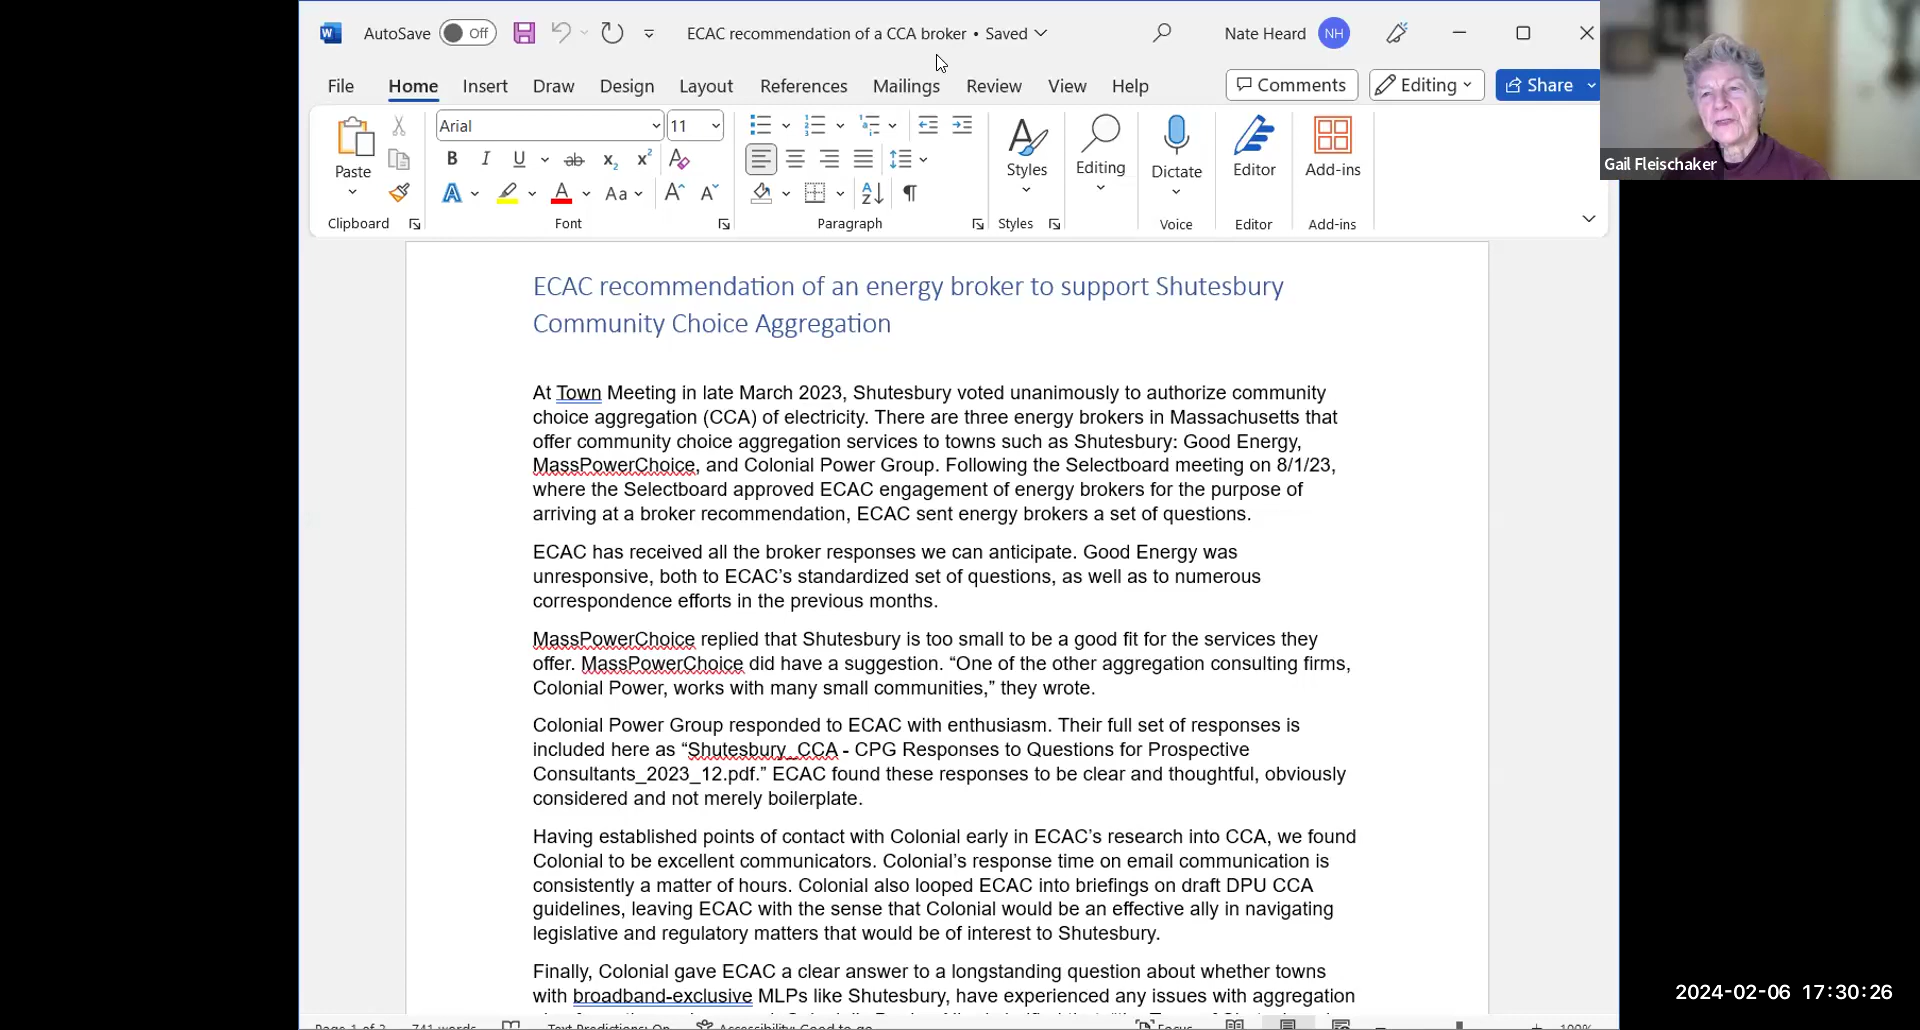 AutoSave Off ECAC recommendation of a CCA broker • Saved Nate Heard NH
File Home Insert Draw Design Layout References Mailings Review View Help Comments Editing Share
Arial 11
Paste Styles Editing Dictate Editor Add-ins
Clipboard Font Paragraph Styles Voice Editor Add-ins
Gail Fleischaker
ECAC recommendation of an energy broker to support Shutesbury
Community Choice Aggregation
At Town Meeting in late March 2023, Shutesbury voted unanimously to authorize community
choice aggregation (CCA) of electricity. There are three energy brokers in Massachusetts that
offer community choice aggregation services to towns such as Shutesbury: Good Energy,
MassPowerChoice, and Colonial Power Group. Following the Selectboard meeting on 8/1/23,
where the Selectboard approved ECAC engagement of energy brokers for the purpose of
arriving at a broker recommendation, ECAC sent energy brokers a set of questions.
ECAC has received all the broker responses we can anticipate. Good Energy was
unresponsive, both to ECAC’s standardized set of questions, as well as to numerous
correspondence efforts in the previous months.
MassPowerChoice replied that Shutesbury is too small to be a good fit for the services they
offer. MassPowerChoice did have a suggestion. “One of the other aggregation consulting firms,
Colonial Power, works with many small communities,” they wrote.
Colonial Power Group responded to ECAC with enthusiasm. Their full set of responses is
included here as “Shutesbury_CCA - CPG Responses to Questions for Prospective
Consultants_2023_12.pdf.” ECAC found these responses to be clear and thoughtful, obviously
considered and not merely boilerplate.
Having established points of contact with Colonial early in ECAC’s research into CCA, we found
Colonial to be excellent communicators. Colonial’s response time on email communication is
consistently a matter of hours. Colonial also looped ECAC into briefings on draft DPU CCA
guidelines, leaving ECAC with the sense that Colonial would be an effective ally in navigating
legislative and regulatory matters that would be of interest to Shutesbury.
Finally, Colonial gave ECAC a clear answer to a longstanding question about whether towns
with broadband-exclusive MLPs like Shutesbury, have experienced any issues with aggregation
741 words Text Predictions: On Accessibility: Good to go Focus 100%
2024-02-06 17:30:26